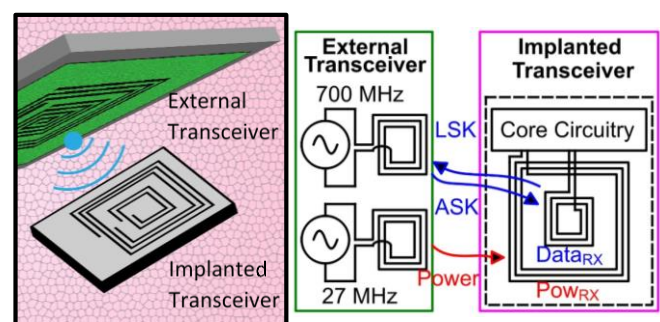 External
Transceiver
Implanted
Transceiver
External
Transceiver
700 MHz
27 MHz
LSK
ASK
Power
Implanted
Transceiver
Core Circuitry
DataRX
PowRX